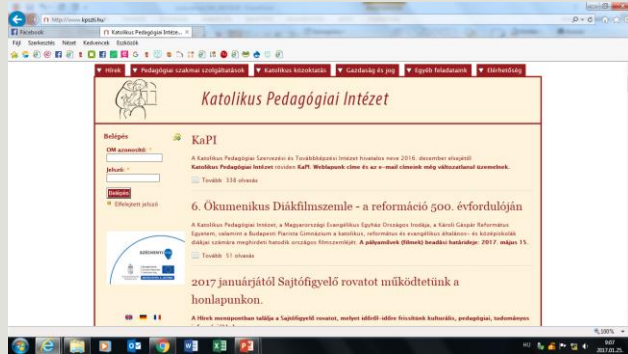 http://www.kpszti.hu/
Facebook
Katolikus Pedagógiai Intéze...
Fájl Szerkesztés Nézet Kedvencek Eszközök
Hírek Pedagógiai szakmai szolgáltatások Katolikus közoktatás Gazdaság és jog Egyéb feladataink Elérhetőség
Katolikus Pedagógiai Intézet
Belépés
OM azonosító: *
Jelszó: *
Belépés
Elfelejtett jelszó
SZÉCHENYI
KaPI
A Katolikus Pedagógiai Szervezési és Továbbképzési Intézet hivatalos neve 2016. december elsejétől
Katolikus Pedagógiai Intézet röviden KaPI. Weblapunk címe és az e-mail címeink még változatlanul üzemelnek.
Tovább 338 olvasás
6. Ökumenikus Diákfilmszemle - a reformáció 500. évfordulóján
A Katolikus Pedagógiai Intézet, a Magyarországi Evangélikus Egyház Országos Irodája, a Károli Gáspár Református
Egyetem, valamint a Budapesti Piarista Gimnázium a katolikus, református és evangélikus általános- és középiskolák
diákjai számára meghirdeti hatodik országos filmszemléjét. A pályaművek (filmek) beadási határideje: 2017. május 15.
Tovább 51 olvasás
2017 januárjától Sajtófigyelő rovatot működtetünk a
honlapunkon.
A Hírek menüpontban találja a Sajtófigyelő rovatot, melyet időről-időre frissítünk kulturális, pedagógiai, tudományos
100%
HU
9:07
2017.01.25.